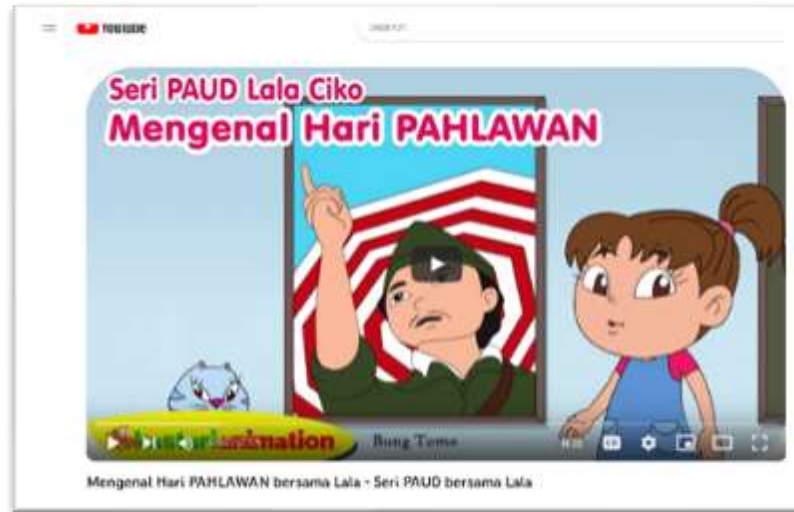 YouTube
Seri PAUD Lala Ciko
Mengenal Hari PAHLAWAN
Bung Tomo
Mengenal Hari PAHLAWAN bersama Lala - Seri PAUD bersama Lala